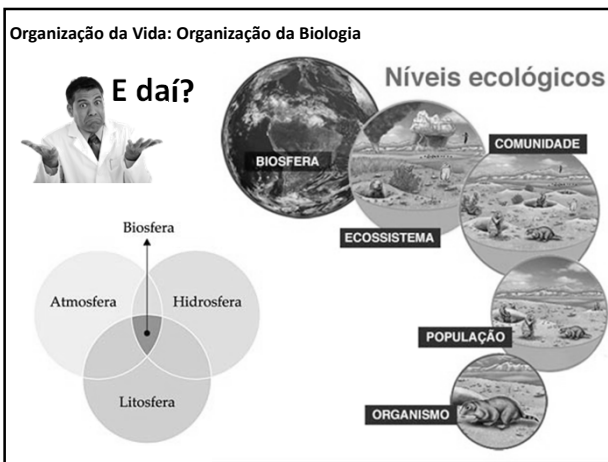 Organização da Vida: Organização da Biologia
E daí?
Níveis ecológicos
BIOSFERA
ECOSSISTEMA
COMUNIDADE
POPULAÇÃO
ORGANISMO
Biosfera
Atmosfera
Hidrosfera
Litosfera